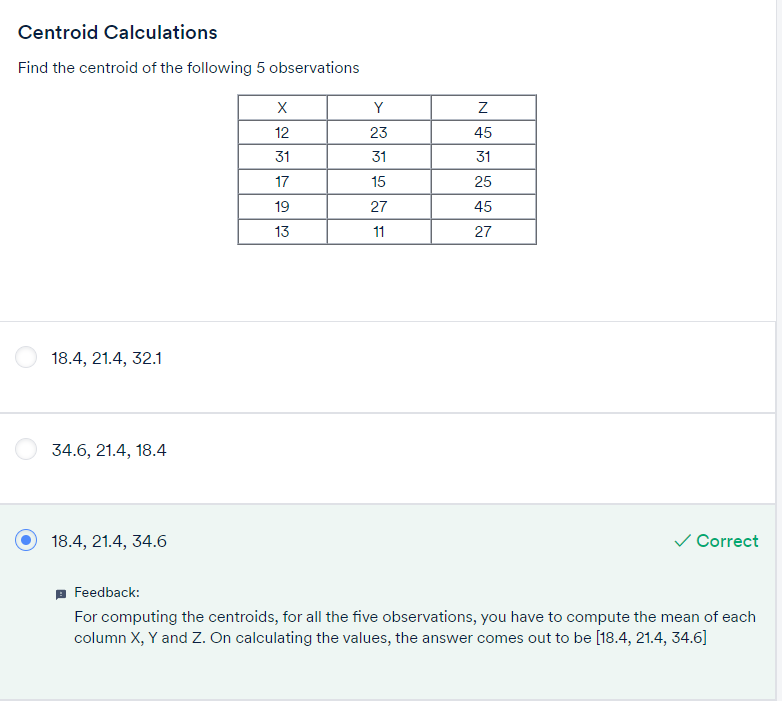 Centroid Calculations
Find the centroid of the following 5 observations
X Y Z
12 23 45
31 31 31
17 15 25
19 27 45
13 11 27
18.4, 21.4, 32.1
34.6, 21.4, 18.4
18.4, 21.4, 34.6 Correct
Feedback:
For computing the centroids, for all the five observations, you have to compute the mean of each
column X, Y and Z. On calculating the values, the answer comes out to be [18.4, 21.4, 34.6]